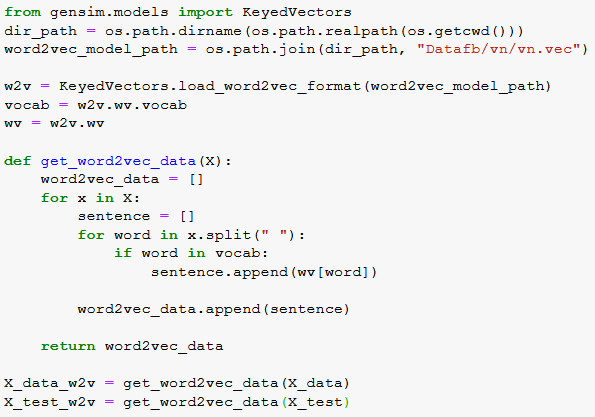 from gensim.models import KeyedVectors
dir_path = os.path.dirname(os.path.realpath(os.getcwd()))
word2vec_model_path = os.path.join(dir_path, "Datafb/vn/vn.vec")
w2v = KeyedVectors.load_word2vec_format(word2vec_model_path)
vocab = w2v.wv.vocab
wv = w2v.wv
def get_word2vec_data(X):
    word2vec_data = []
    for x in X:
        sentence = []
        for word in x.split(" "):
            if word in vocab:
                sentence.append(wv[word])
        word2vec_data.append(sentence)
    return word2vec_data
X_data_w2v = get_word2vec_data(X_data)
X_test_w2v = get_word2vec_data(X_test)